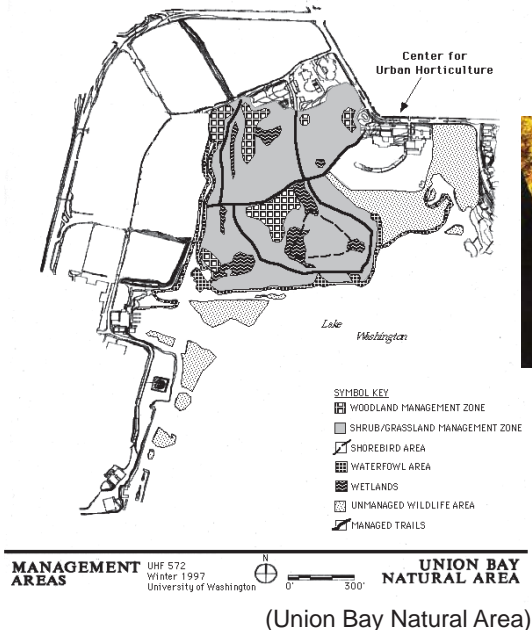 Center for
Urban Horticulture
Lake
Washington
SYMBOL KEY
WOODLAND MANAGEMENT ZONE
SHRUB/GRASSLAND MANAGEMENT ZONE
SHOREBIRD AREA
WATERFOWL AREA
WETLANDS
UNMANAGED WILDLIFE AREA
MANAGED TRAILS
MANAGEMENT
AREAS
UHF 572
Winter 1997
University of Washington
N
0' 300'
UNION BAY
NATURAL AREA
(Union Bay Natural Area)